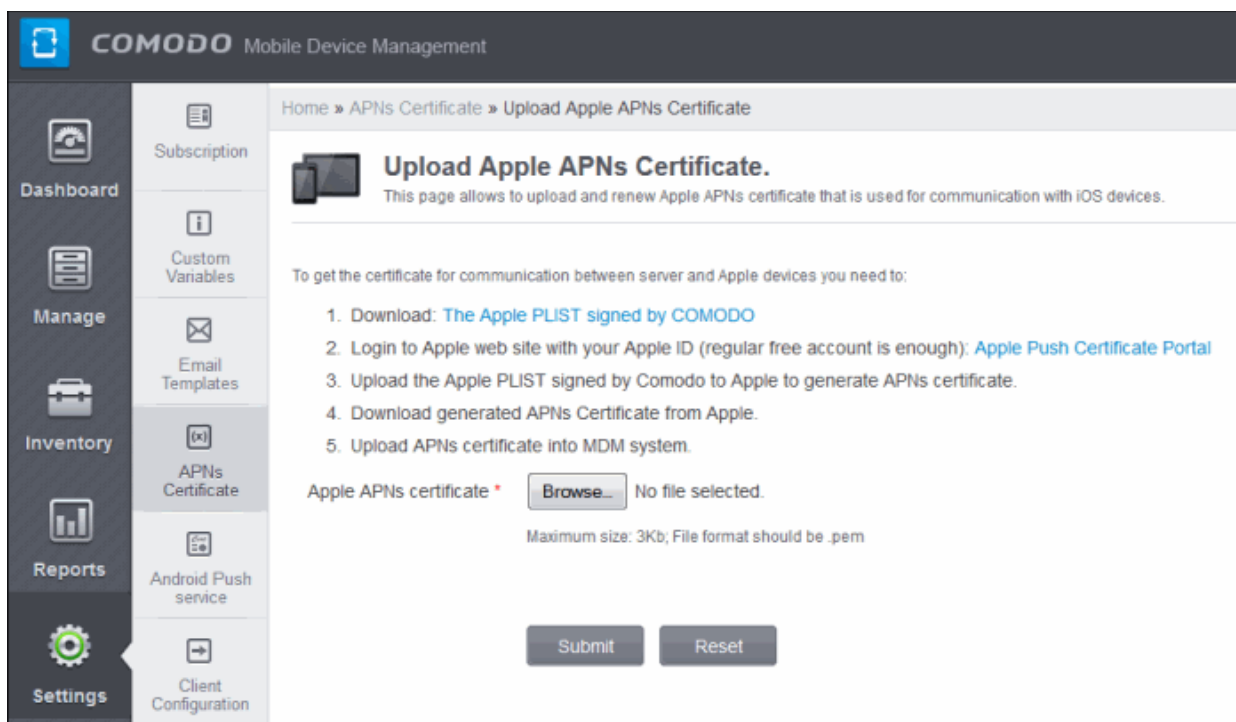 COMODO Mobile Device Management
Dashboard
Manage
Inventory
Reports
Settings
Subscription
Custom
Variables
Email
Templates
APNs
Certificate
Android Push
service
Client
Configuration
Home » APNs Certificate » Upload Apple APNs Certificate
Upload Apple APNs Certificate.
This page allows to upload and renew Apple APNs certificate that is used for communication with iOS devices.
To get the certificate for communication between server and Apple devices you need to:
1. Download: The Apple PLIST signed by COMODO
2. Login to Apple web site with your Apple ID (regular free account is enough): Apple Push Certificate Portal
3. Upload the Apple PLIST signed by Comodo to Apple to generate APNs certificate.
4. Download generated APNs Certificate from Apple.
5. Upload APNs certificate into MDM system.
Apple APNs certificate * Browse... No file selected.
Maximum size: 3Kb; File format should be .pem
Submit Reset